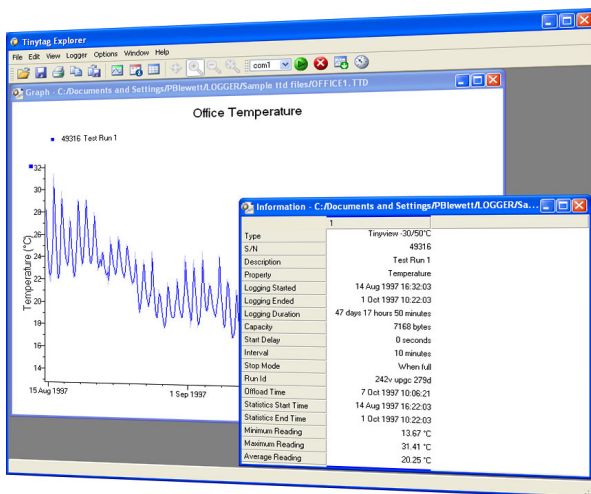 Tinytag Explorer
File Edit View Logger Options Window Help
com1
Graph - C:/Documents and Settings/PBlewett/LOGGER/Sample ttd files/OFFICE1.TTD
Office Temperature
49316 Test Run 1
Temperature (°C)
32
30
28
26
24
22
20
19
18
16
14
15 Aug 1997 1 Sep 1997
Information - C:/Documents and Settings/PBlewett/LOGGER/Sa...
1
Type Tinyview -30/50°C
S/N 49316
Description Test Run 1
Property Temperature
Logging Started 14 Aug 1997 16:32:03
Logging Ended 1 Oct 1997 10:22:03
Logging Duration 47 days 17 hours 50 minutes
Capacity 7168 bytes
Start Delay 0 seconds
Interval 10 minutes
Stop Mode When full
Run Id 242v upgc 279d
Offload Time 7 Oct 1997 10:06:21
Statistics Start Time 14 Aug 1997 16:22:03
Statistics End Time 1 Oct 1997 10:22:03
Minimum Reading 13.67 °C
Maximum Reading 31.41 °C
Average Reading 20.25 °C